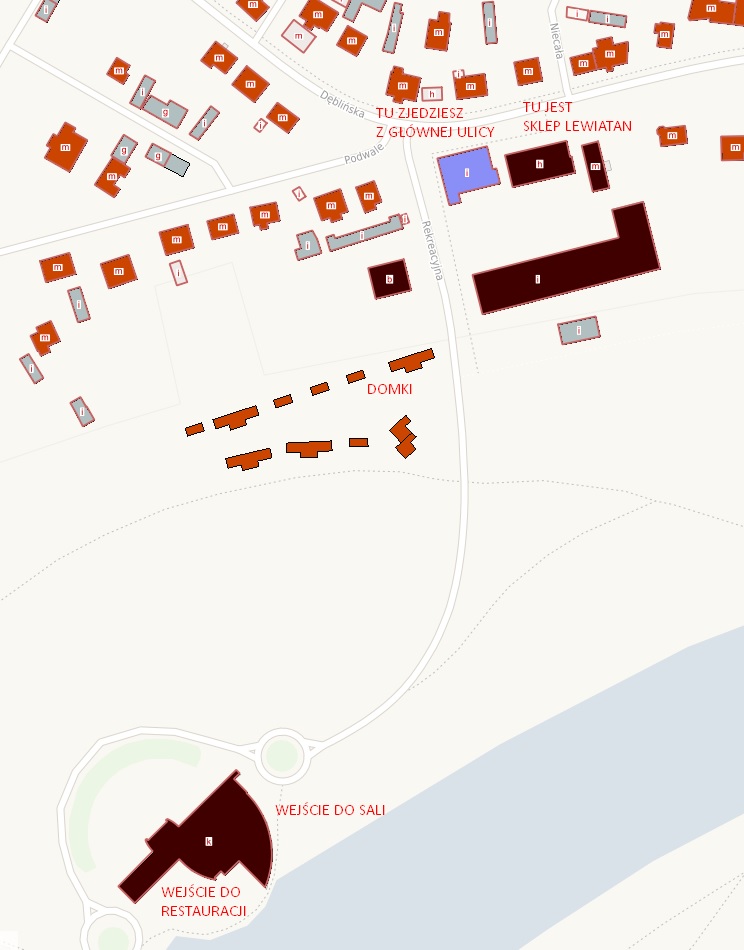 Niecała
Dęblińska
TU ZJEDZIESZ
Z GŁÓWNEJ ULICY
TU JEST
SKLEP LEWIATAN
Podwale
Rekreacyjna
DOMKI
WEJŚCIE DO SALI
WEJŚCIE DO
RESTAURACJI
m
m
m
m
i
i
i
m
m
m
m
m
m
m
m
m
i
h
m
m
i
g
i
i
m
m
g
g
m
i
h
m
m
m
i
m
m
m
m
m
i
i
i
m
m
i
b
i
i
i
m
i
i
k